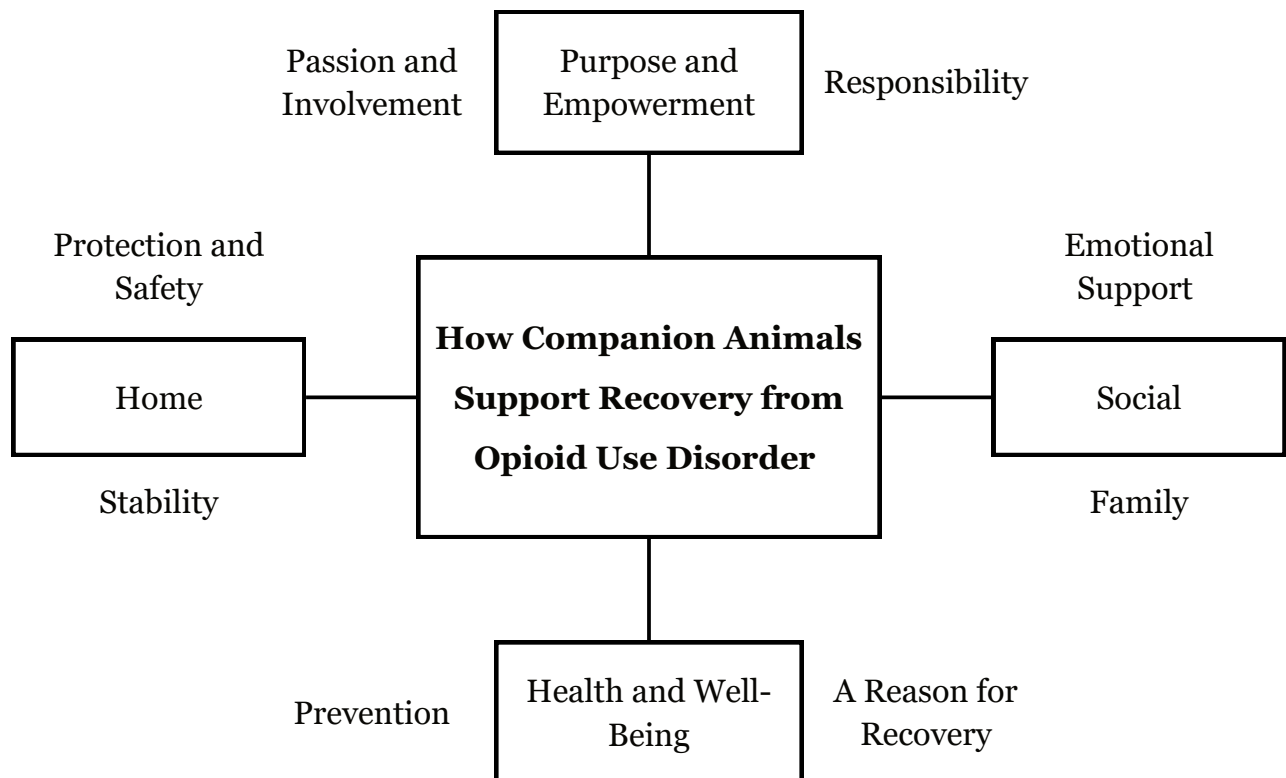 Passion and
Involvement
Purpose and
Empowerment
Responsibility
Protection and
Safety
Home
Stability
How Companion Animals
Support Recovery from
Opioid Use Disorder
Emotional
Support
Social
Family
Prevention
Health and Well-
Being
A Reason for
Recovery